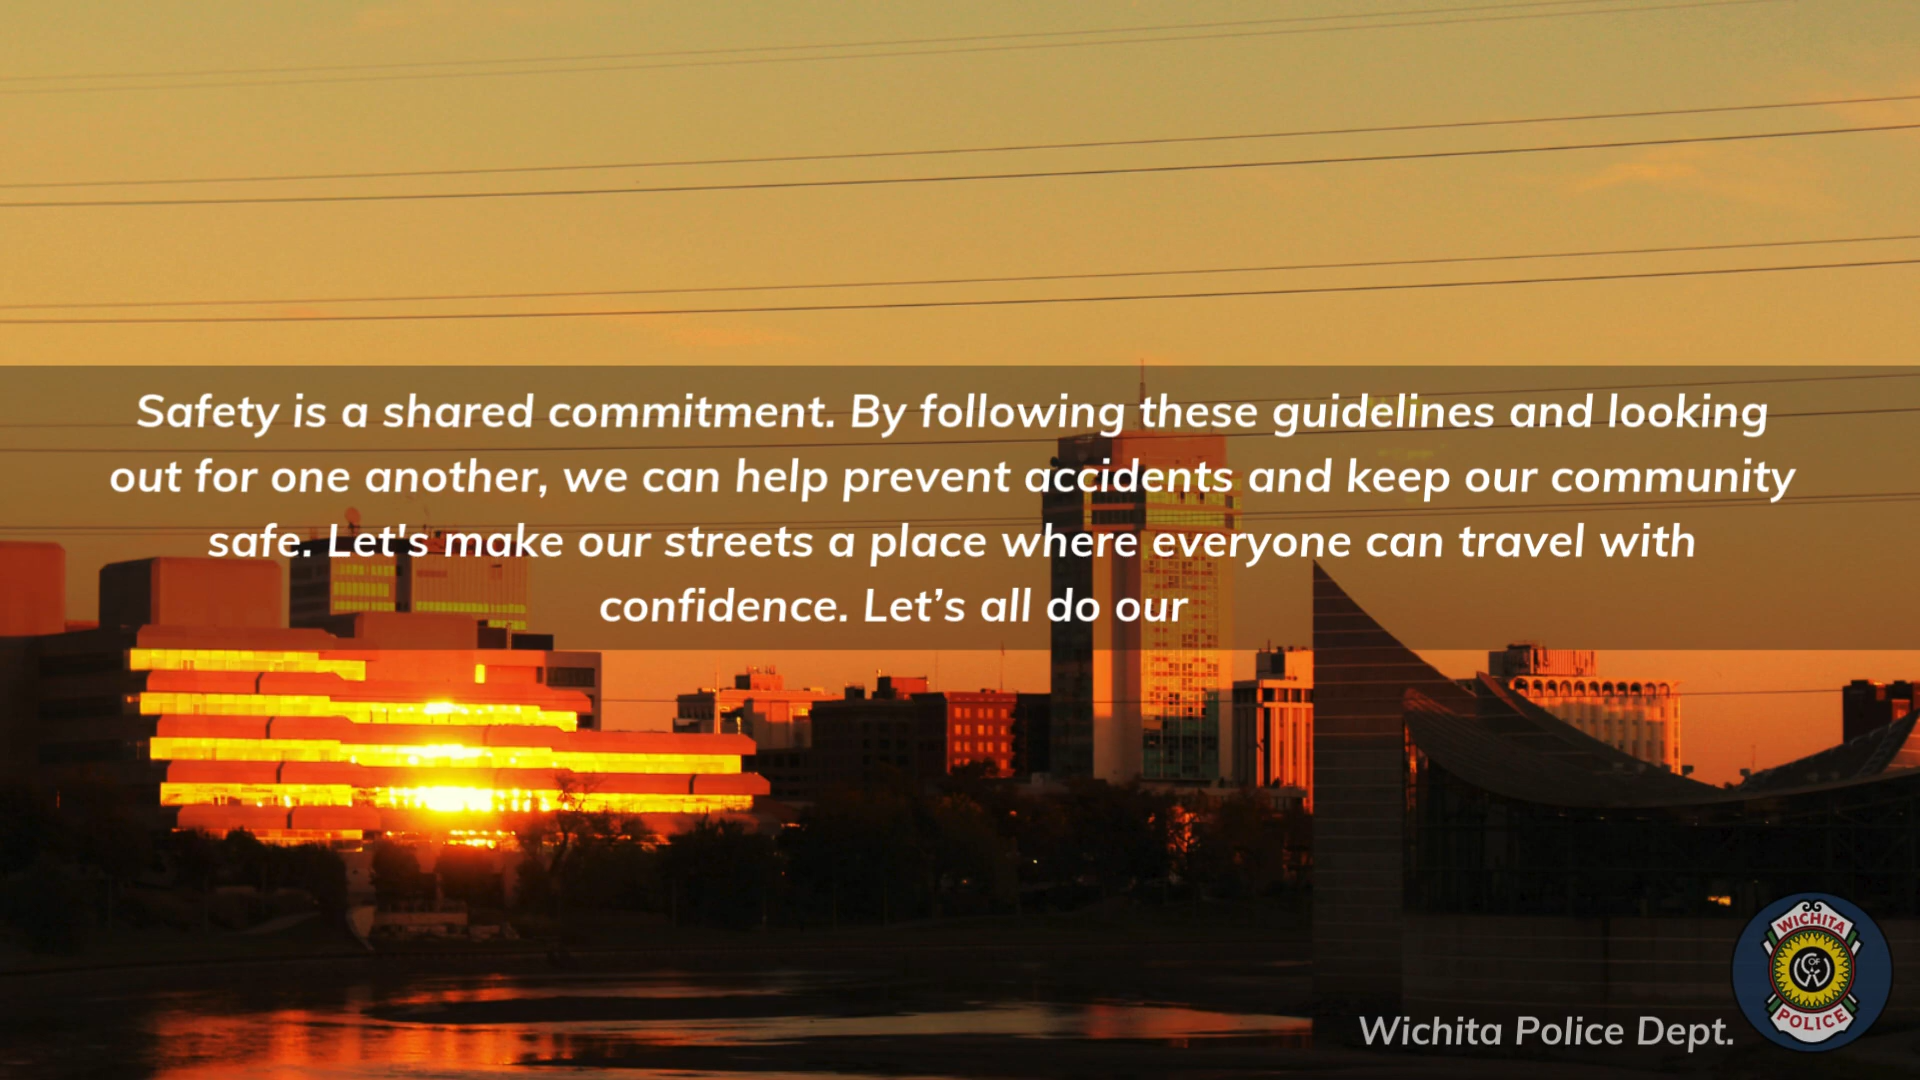 Safety is a shared commitment. By following these guidelines and looking
out for one another, we can help prevent accidents and keep our community
safe. Let's make our streets a place where everyone can travel with
confidence. Let’s all do our
WICHITA
OF
POLICE
Wichita Police Dept.